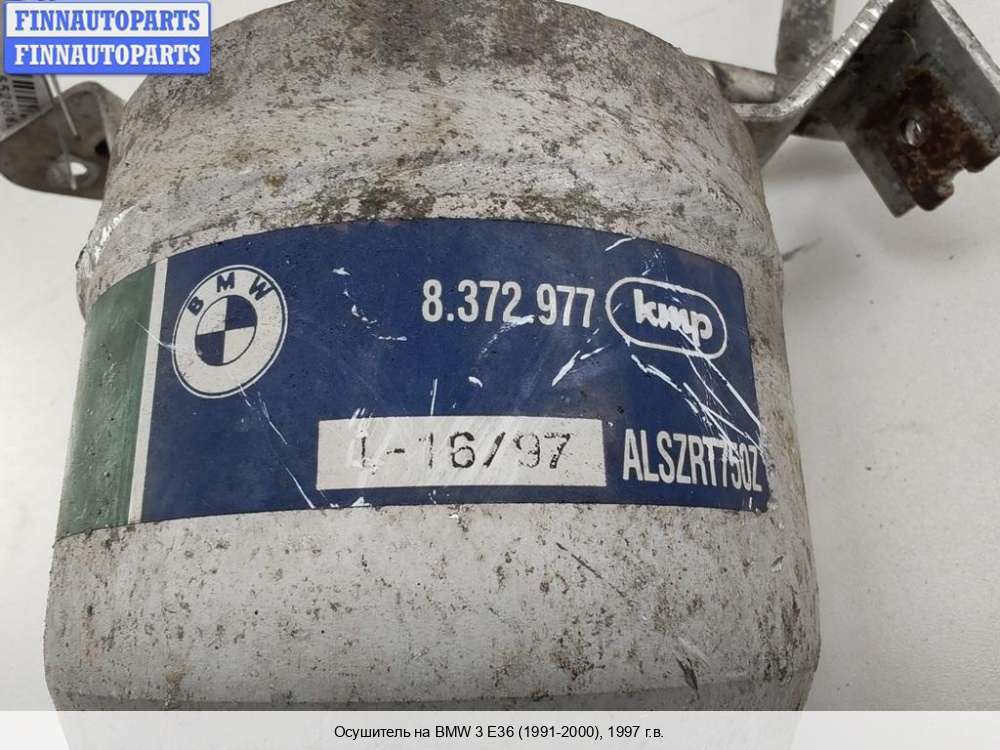 FINNAUTOPARTS
FINNAUTOPARTS
BMW
8.372.977
kmp
L-16/97
ALSZRT750Z
Осушитель на BMW 3 E36 (1991-2000), 1997 г.в.